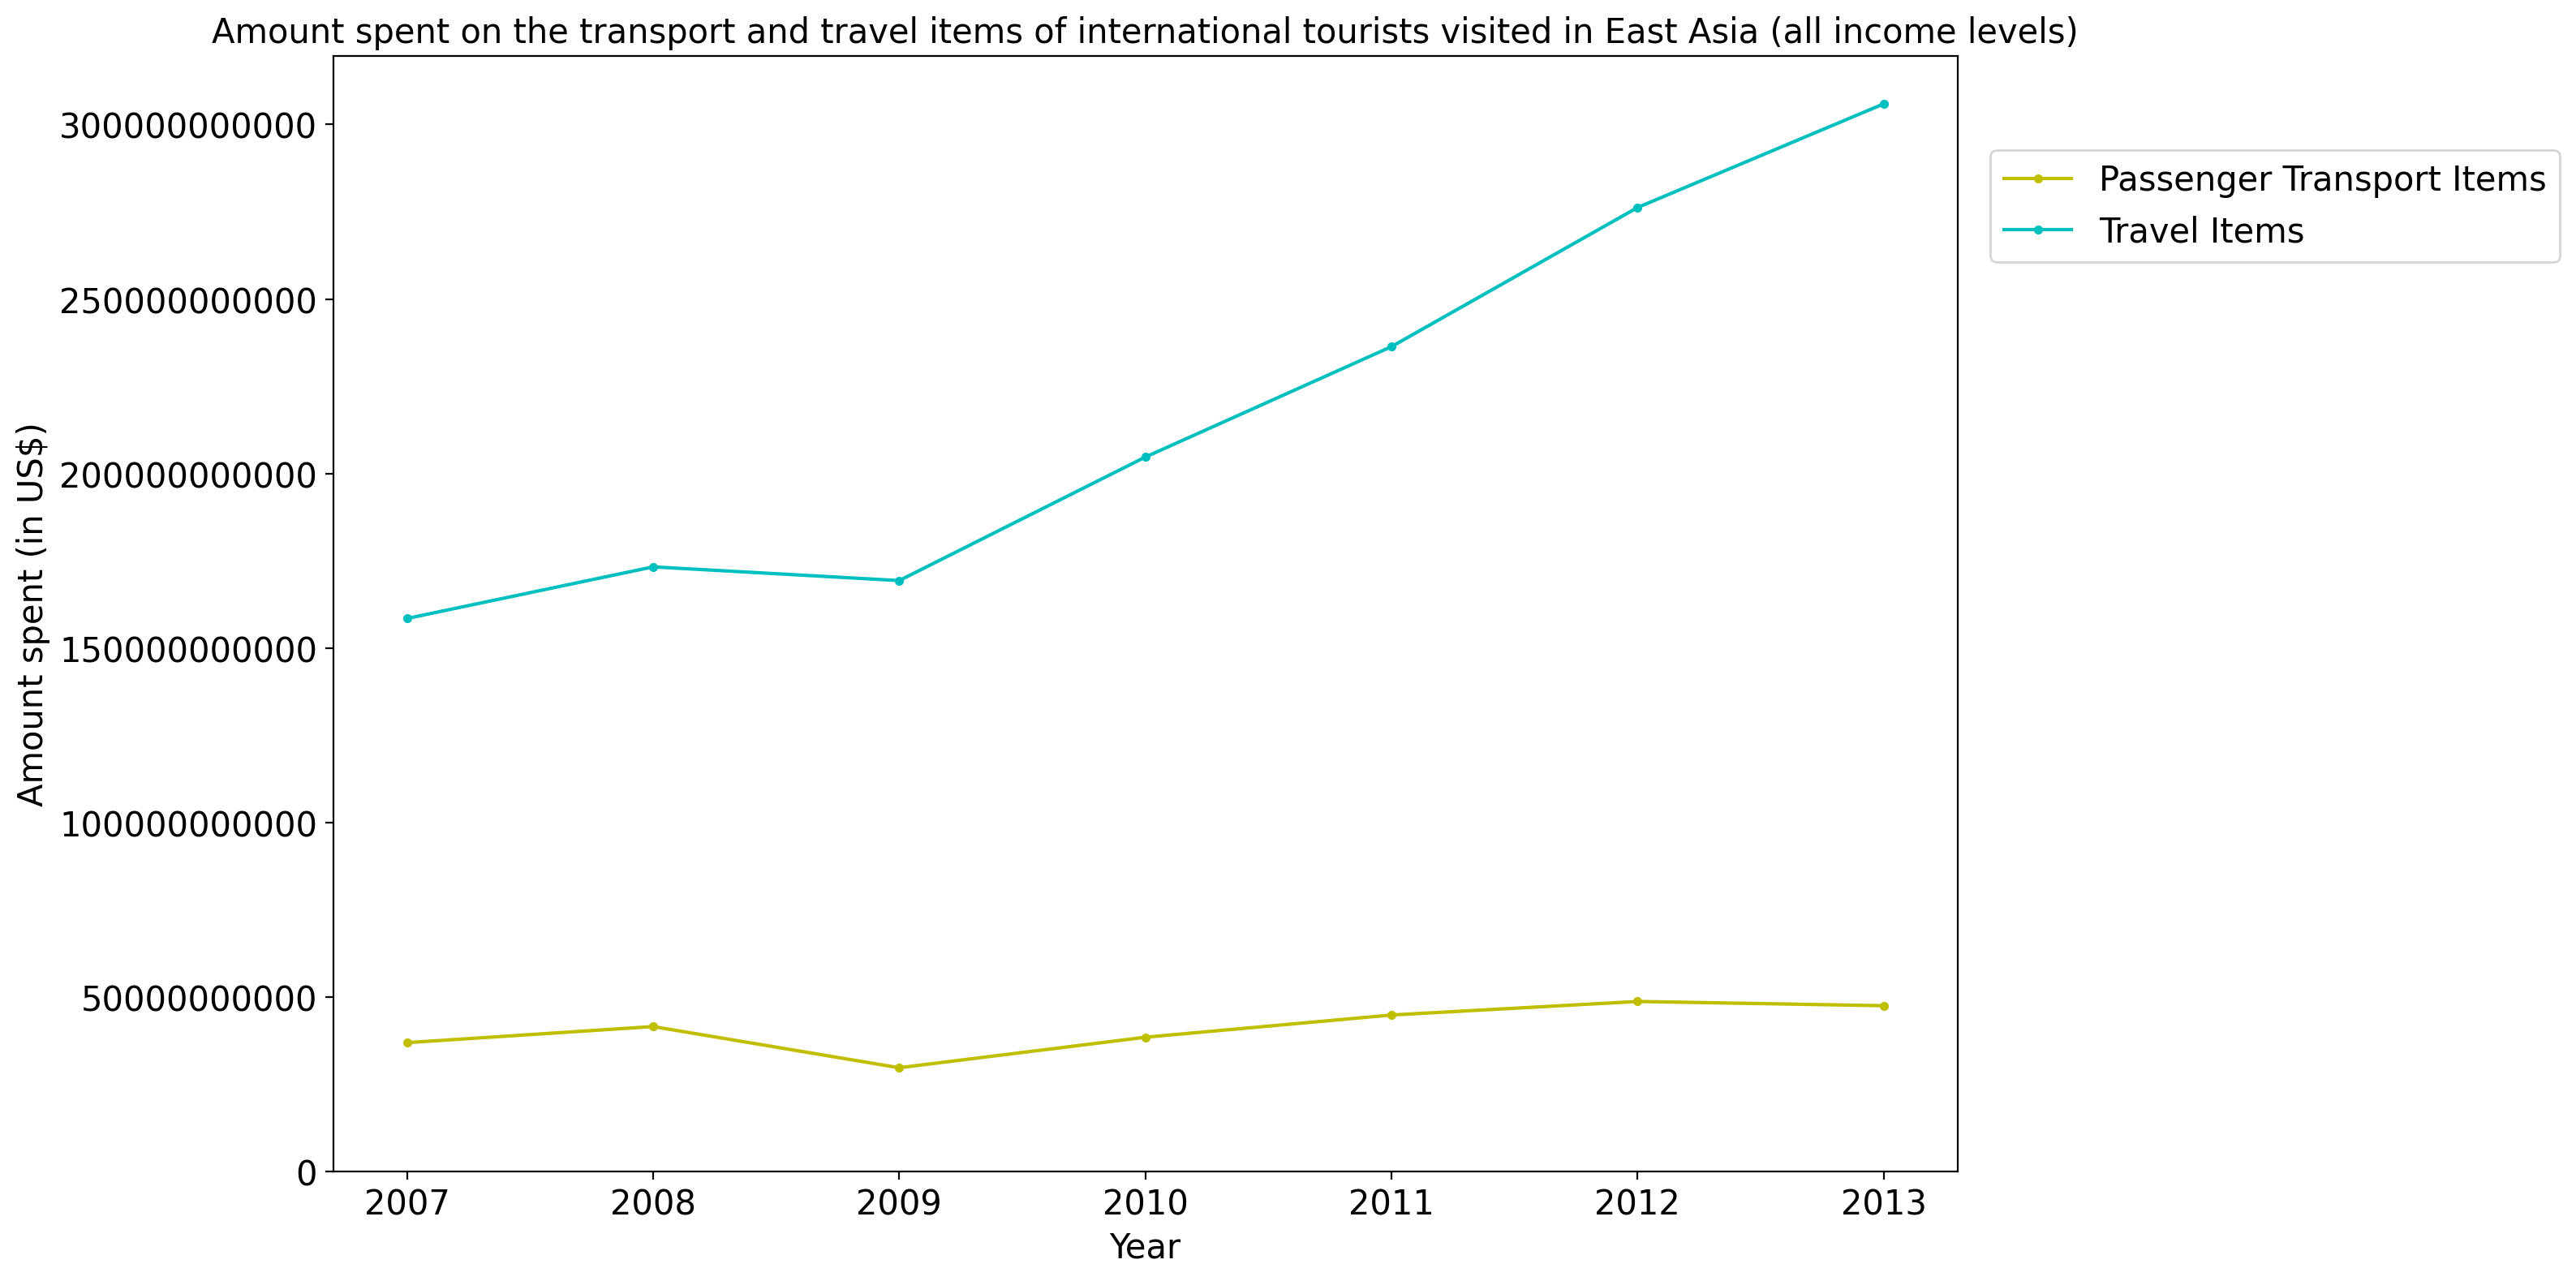 Amount spent on the transport and travel items of international tourists visited in East Asia (all income levels)
300000000000
250000000000
200000000000
150000000000
100000000000
50000000000
0
Amount spent (in US$)
2007 2008 2009 2010 2011 2012 2013
Year
Passenger Transport Items
Travel Items